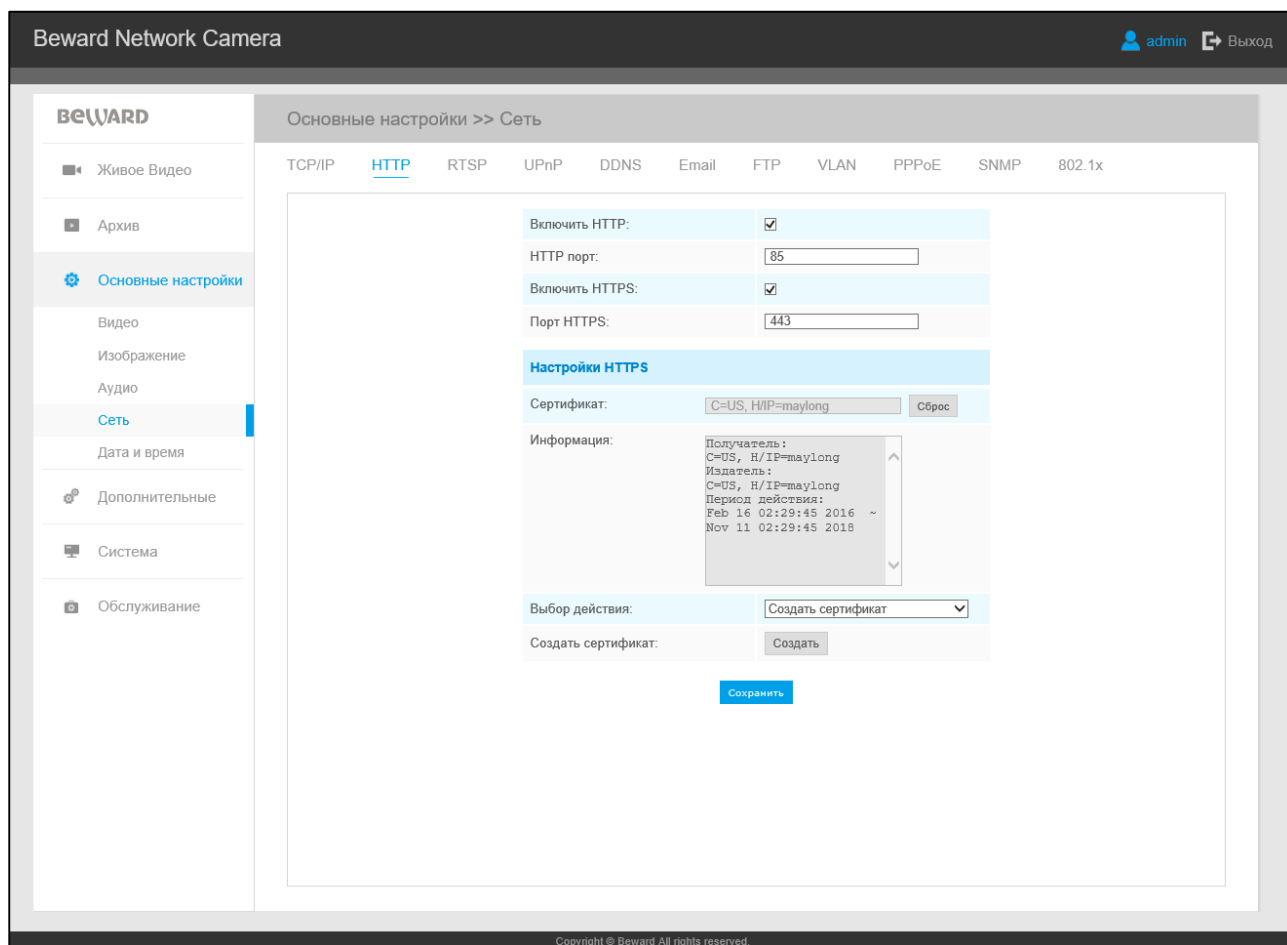 Beward Network Camera
admin Выход
BEWARD
Живое Видео
Архив
Основные настройки
Видео
Изображение
Аудио
Сеть
Дата и время
Дополнительные
Система
Обслуживание
Основные настройки >> Сеть
TCP/IP HTTP RTSP UPnP DDNS Email FTP VLAN PPPoE SNMP 802.1x
Включить HTTP:
HTTP порт: 85
Включить HTTPS:
Порт HTTPS: 443
Настройки HTTPS
Сертификат: C=US, H/IP=maylong Сброс
Информация:
Получатель:
C=US, H/IP=maylong
Издатель:
C=US, H/IP=maylong
Период действия:
Feb 16 02:29:45 2016 ~
Nov 11 02:29:45 2018
Выбор действия: Создать сертификат
Создать сертификат: Создать
Сохранить
Copyright © Beward All rights reserved.